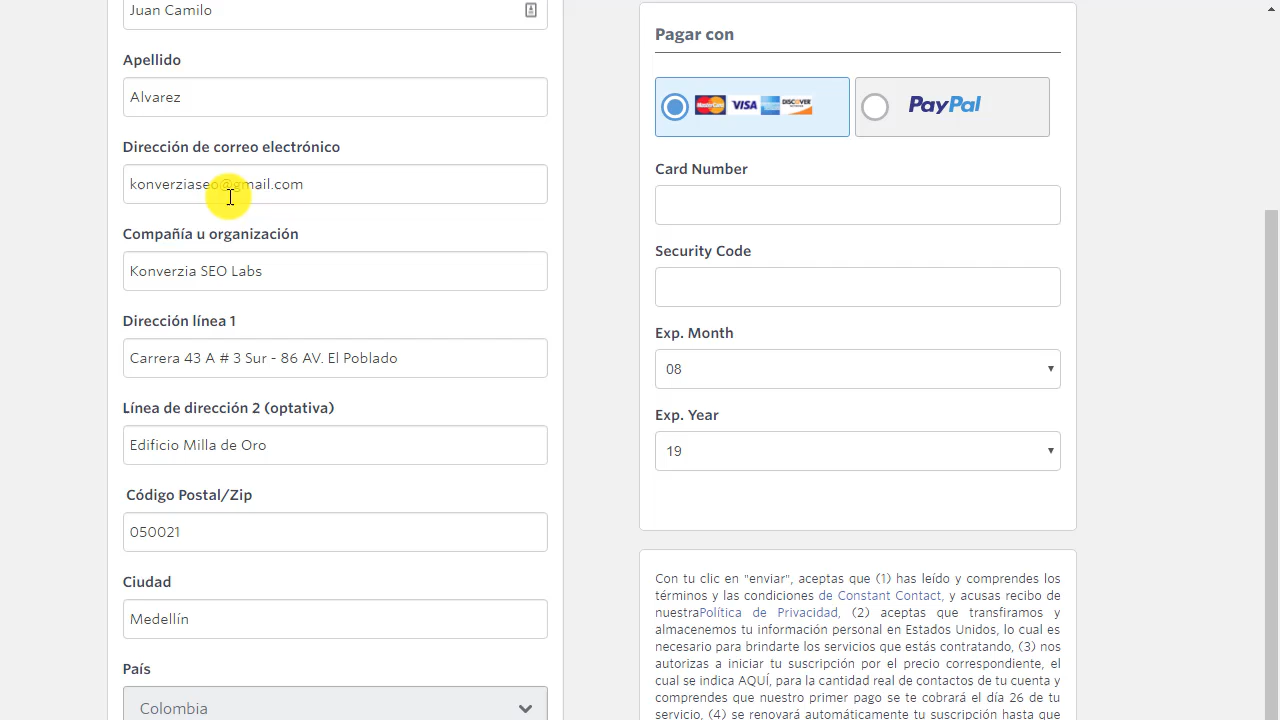 Juan Camilo
Apellido
Alvarez
Dirección de correo electrónico
konverziaseo@gmail.com
Compañía u organización
Konverzia SEO Labs
Dirección línea 1
Carrera 43 A # 3 Sur - 86 AV. El Poblado
Línea de dirección 2 (optativa)
Edificio Milla de Oro
Código Postal/Zip
050021
Ciudad
Medellín
País
Colombia
Pagar con
MasterCard VISA DISCOVER
PayPal
Card Number
Security Code
Exp. Month
08
Exp. Year
19
Con tu clic en "enviar", aceptas que (1) has leído y comprendes los
términos y las condiciones de Constant Contact, y acusas recibo de
nuestraPolítica de Privacidad, (2) aceptas que transfiramos y
almacenemos tu información personal en Estados Unidos, lo cual es
necesario para brindarte los servicios que estás contratando, (3) nos
autorizas a iniciar tu suscripción por el precio correspondiente, el
cual se indica AQUÍ, para la cantidad real de contactos de tu cuenta y
comprendes que nuestro primer pago se te cobrará el día 26 de tu
servicio, (4) se renovará automáticamente tu suscripción hasta que